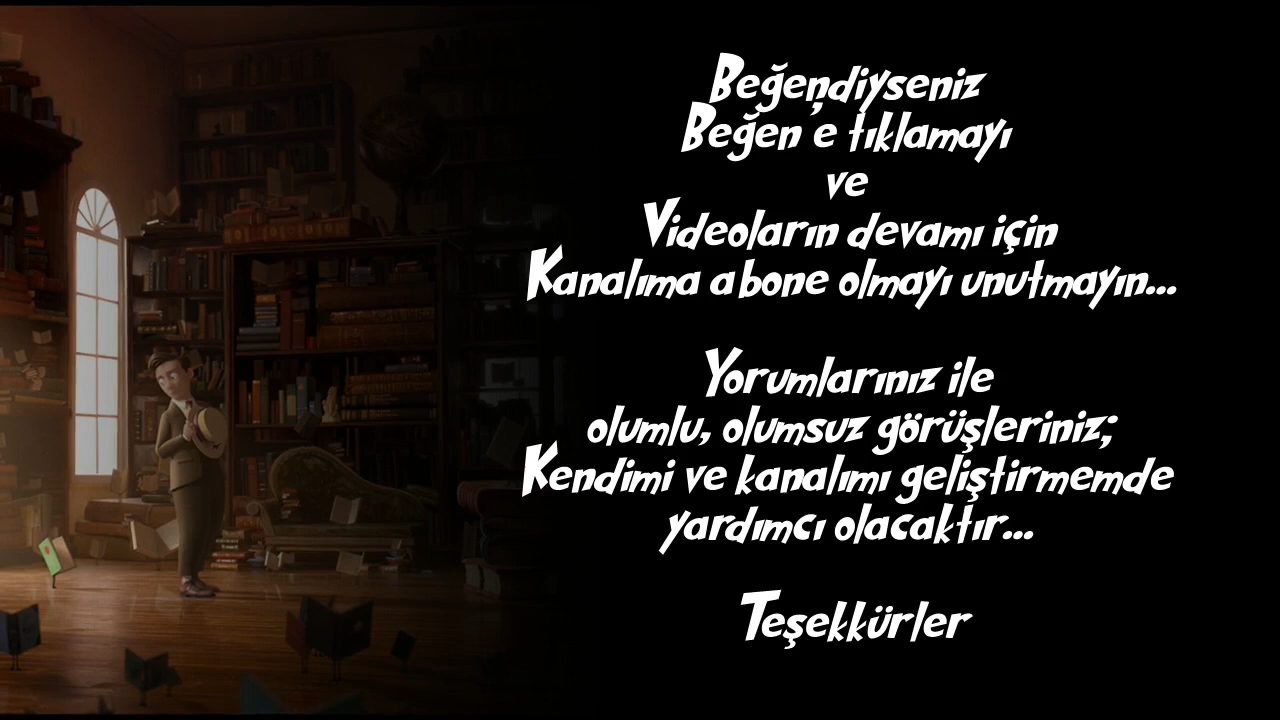 Beğendiyseniz
Beğen'e tıklamayı
ve
Videoların devamı için
Kanalıma abone olmayı unutmayın...
Yorumlarınız ile
olumlu, olumsuz görüşleriniz;
Kendimi ve kanalımı geliştirmemde
yardımcı olacaktır...
Teşekkürler